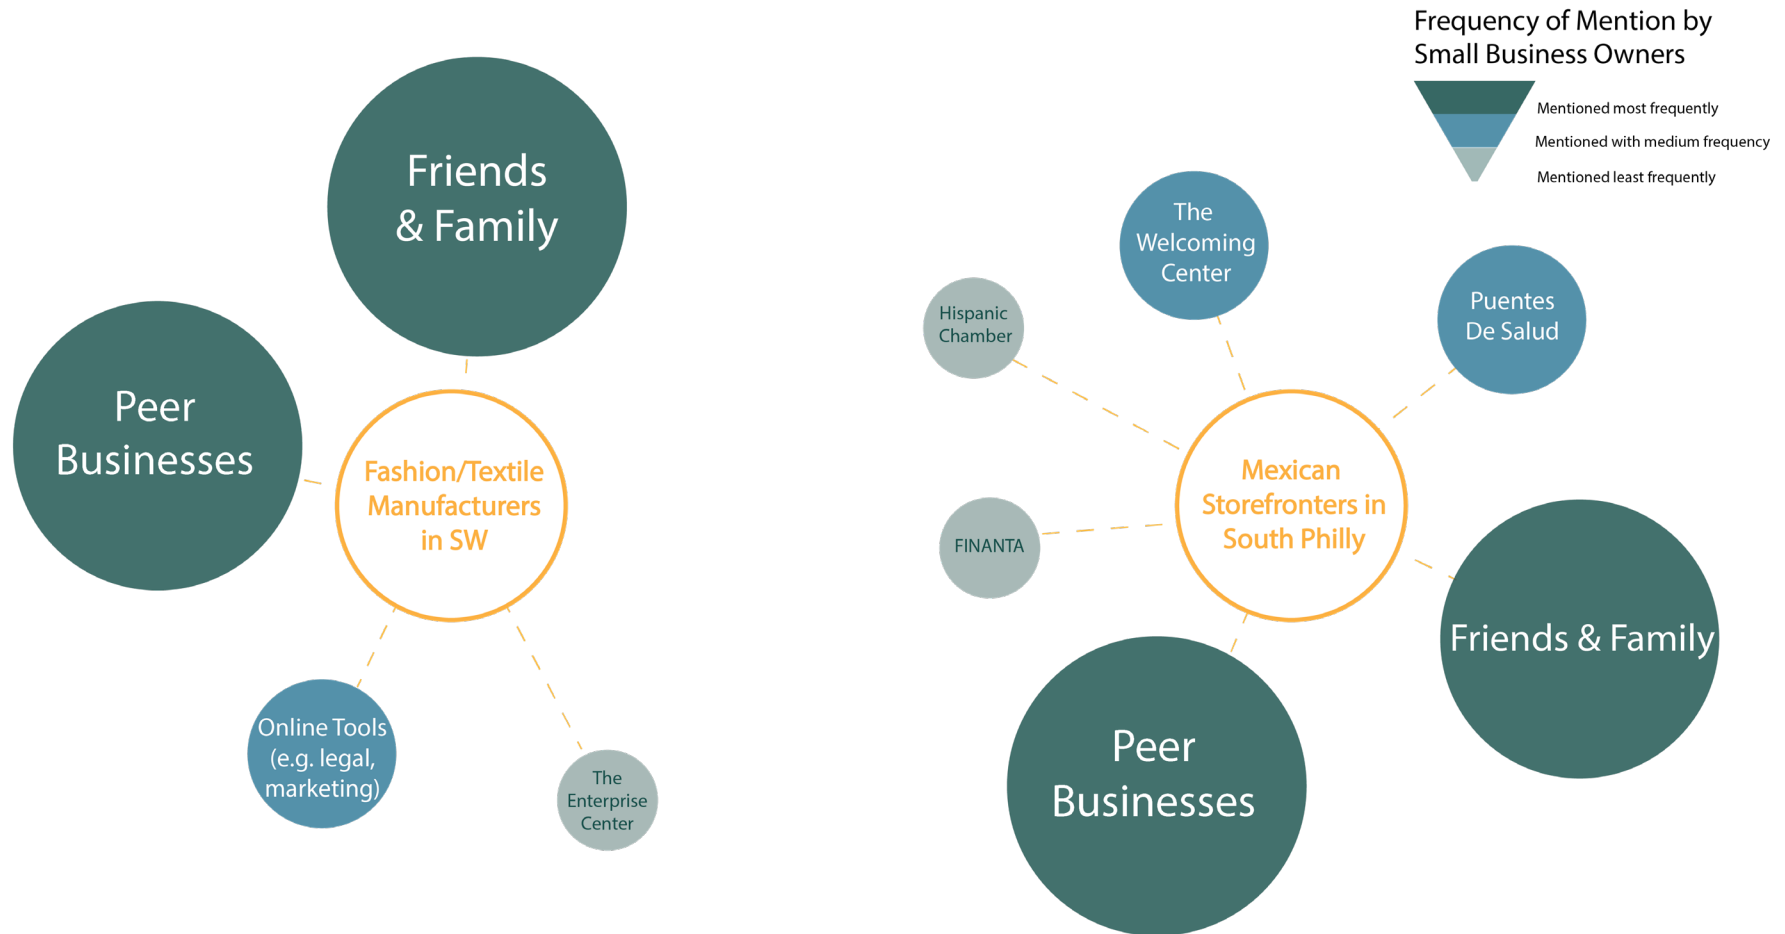 Frequency of Mention by
Small Business Owners
Mentioned most frequently
Mentioned with medium frequency
Mentioned least frequently
Friends
& Family
Peer
Businesses
Fashion/Textile
Manufacturers
in SW
Online Tools
(e.g. legal,
marketing)
The
Enterprise
Center
The
Welcoming
Center
Hispanic
Chamber
Puentes
De Salud
Mexican
Storefronters in
South Philly
FINANTA
Friends & Family
Peer
Businesses